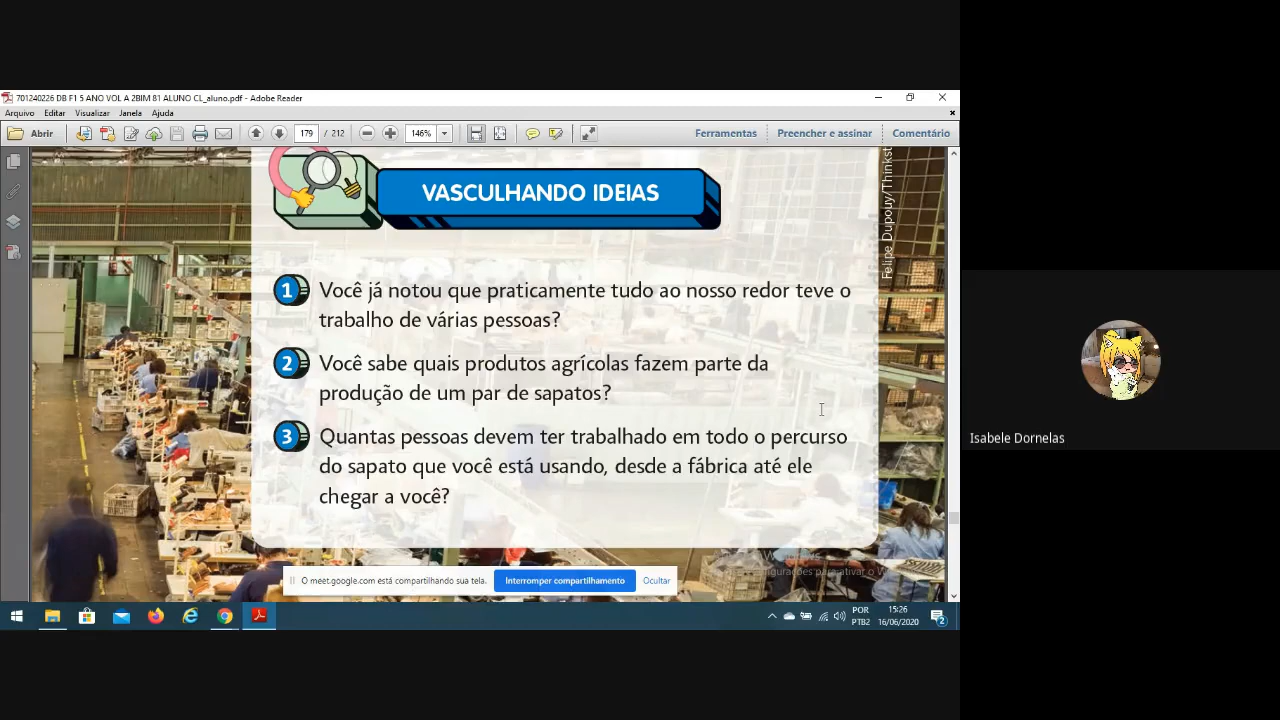 701240226 DB F1 5 ANO VOL A 2BIM 81 ALUNO CL_aluno.pdf - Adobe Reader
Arquivo Editar Visualizar Janela Ajuda
Abrir 179 / 212 146% Ferramentas Preencher e assinar Comentário
VASCULHANDO IDEIAS
Felipe Dupouy/Thinkst
1 Você já notou que praticamente tudo ao nosso redor teve o
trabalho de várias pessoas?
2 Você sabe quais produtos agrícolas fazem parte da
produção de um par de sapatos?
3 Quantas pessoas devem ter trabalhado em todo o percurso
do sapato que você está usando, desde a fábrica até ele
chegar a você?
Isabele Dornelas
para ativar o
O meet.google.com está compartilhando sua tela. Interromper compartilhamento Ocultar
POR 15:26
PTB2 16/06/2020 2